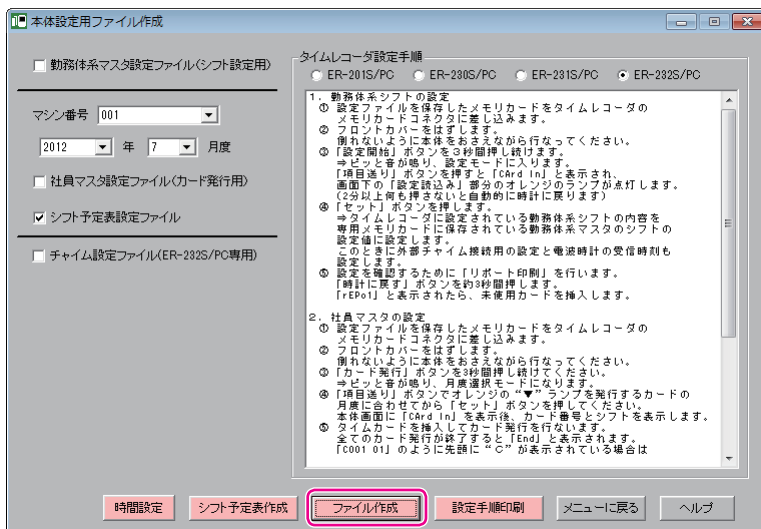 本体設定用ファイル作成
勤務体系マスタ設定ファイル(シフト設定用)
マシン番号 001
2012 年 7 月度
社員マスタ設定ファイル(カード発行用)
シフト予定表設定ファイル
チャイム設定ファイル(ER-232S/PC専用)
タイムレコーダ設定手順
ER-201S/PC ER-230S/PC ER-231S/PC ER-232S/PC
1. 勤務体系シフトの設定
① 設定ファイルを保存したメモリカードをタイムレコーダの
メモリカードコネクタに差し込みます。
② フロントカバーをはずします。
倒れないように本体をおさえながら行なってください。
③「設定開始」ボタンを3秒間押し続けます。
⇒ピッと音が鳴り、設定モードに入ります。
「項目送り」ボタンを押すと「CArd In」と表示され、
画面下の「設定読込み」部分のオレンジのランプが点灯します。
(2分以上何も押さないと自動的に時計に戻ります)
④「セット」ボタンを押します。
⇒タイムレコーダに設定されている勤務体系シフトの内容を
専用メモリカードに保存されている勤務体系マスタのシフトの
設定値に設定します。
このときに外部チャイム接続用の設定と電波時計の受信時刻も
設定します。
⑤ 設定を確認するために「リポート印刷」を行います。
「時計に戻す」ボタンを約3秒間押します。
「rEPo1」と表示されたら、未使用カードを挿入します。
2. 社員マスタの設定
① 設定ファイルを保存したメモリカードをタイムレコーダの
メモリカードコネクタに差し込みます。
② フロントカバーをはずします。
倒れないように本体をおさえながら行なってください。
③「カード発行」ボタンを3秒間押し続けてください。
⇒ピッと音が鳴り、月度選択モードになります。
④「項目送り」ボタンでオレンジの“▼”ランプを発行するカードの
月度に合わせてから「セット」ボタンを押してください。
本体画面に「CArd In」を表示後、カード番号とシフトを表示します。
⑤ タイムカードを挿入してカード発行を行ないます。
全てのカード発行が終了すると「End」と表示されます。
「C001 01」のように先頭に“C”が表示されている場合は
時間設定 シフト予定表作成 ファイル作成 設定手順印刷 メニューに戻る ヘルプ